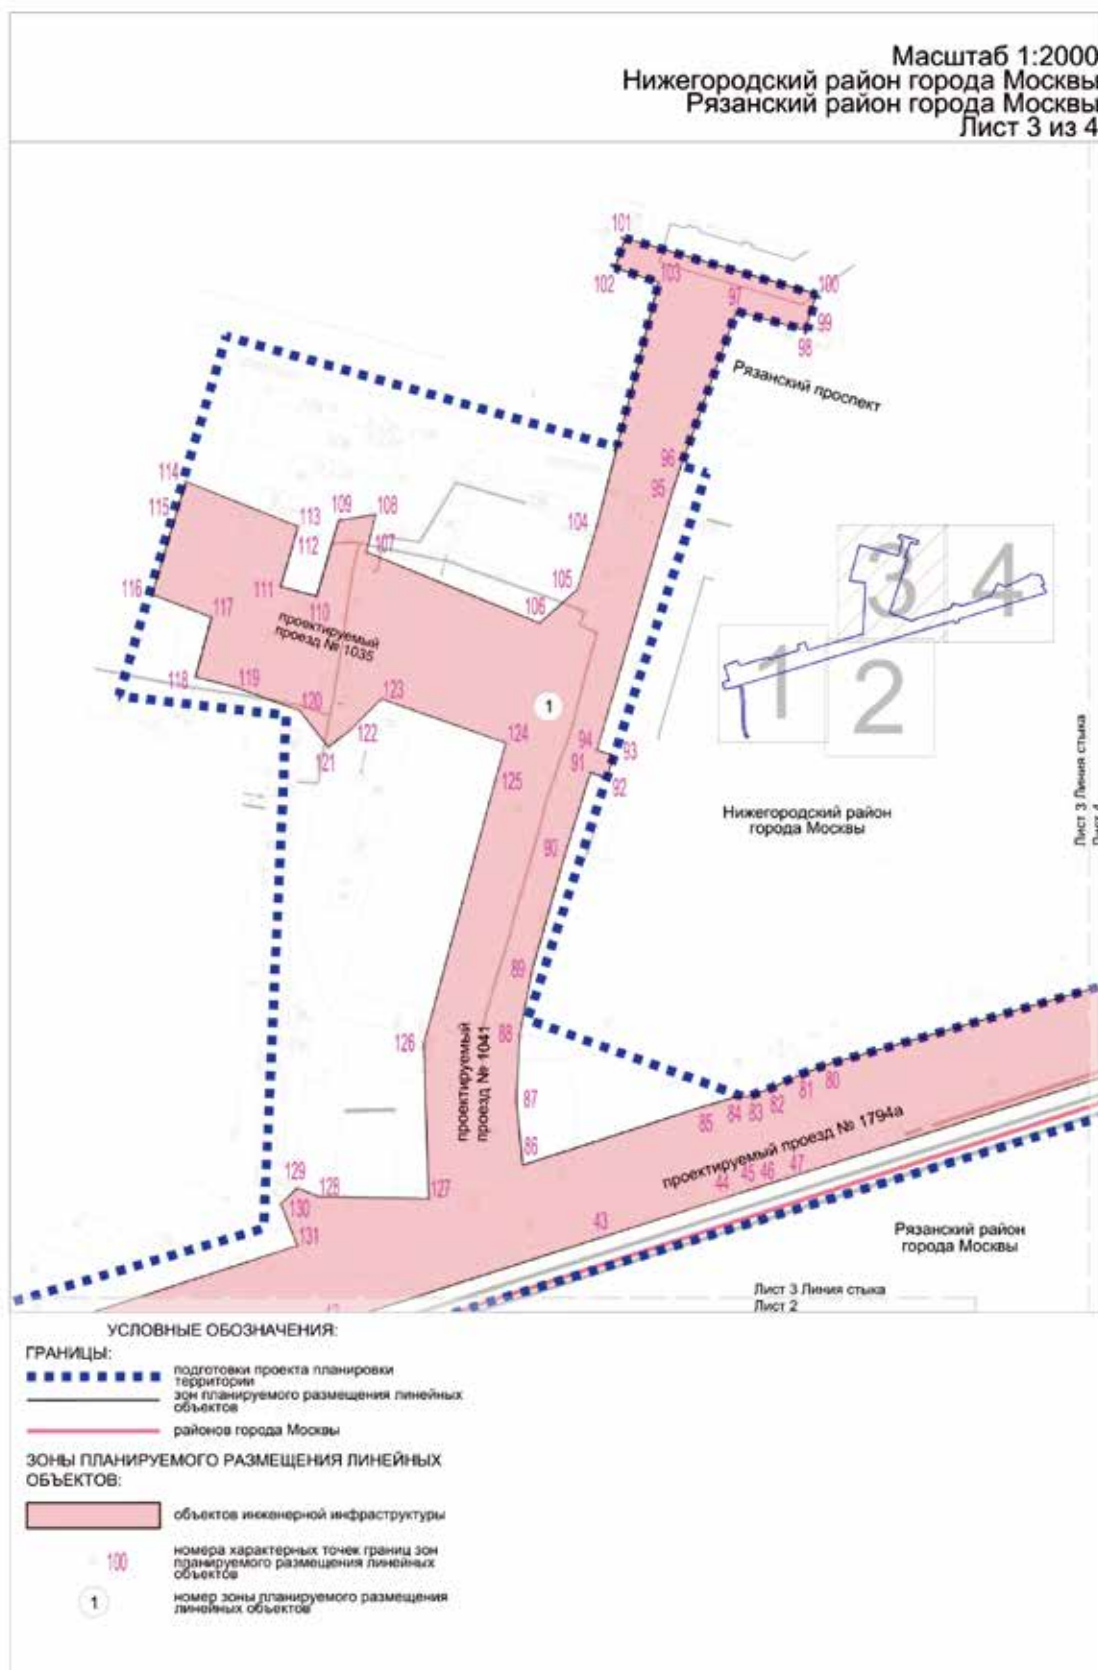 Масштаб 1:2000
Нижегородский район города Москвы
Рязанский район города Москвы
Лист 3 из 4
101
102
103
97
100
99
98
Рязанский проспект
96
95
114
115
113
109
108
112
107
104
105
116
111
110
106
117
проектируемый
проезд № 1035
3
4
1
2
118
119
120
123
1
122
121
124
125
94
93
91
92
Нижегородский район
города Москвы
Лист 3 Линия стыка
Лист 4
90
89
88
126
проектируемый
проезд № 1041
87
86
85
84
83
82
81
80
проектируемый проезд № 1794а
44
45
46
47
43
129
128
127
130
131
Рязанский район
города Москвы
Лист 3 Линия стыка
Лист 2
УСЛОВНЫЕ ОБОЗНАЧЕНИЯ:
ГРАНИЦЫ:
подготовки проекта планировки
территории
зон планируемого размещения линейных
объектов
районов города Москвы
ЗОНЫ ПЛАНИРУЕМОГО РАЗМЕЩЕНИЯ ЛИНЕЙНЫХ
ОБЪЕКТОВ:
объектов инженерной инфраструктуры
100
номера характерных точек границ зон
планируемого размещения линейных
объектов
1
номер зоны планируемого размещения
линейных объектов